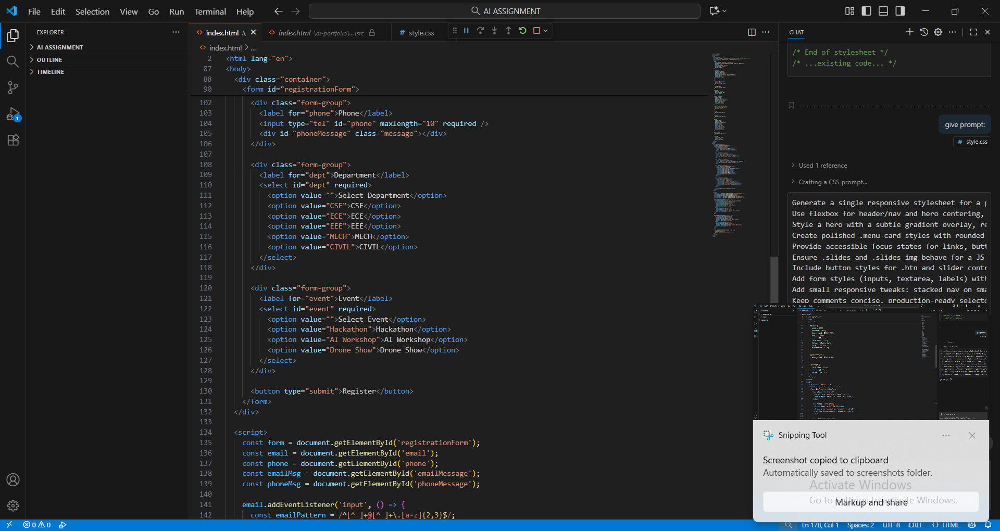 File Edit Selection View Go Run Terminal Help
AI ASSIGNMENT
EXPLORER
AI ASSIGNMENT
OUTLINE
TIMELINE
1
index.html .\
index.html \ai-portfolio\...\src
# style.css
index.html > ...
2 <html lang="en">
87 <body>
88 <div class="container">
90 <form id="registrationForm">
102 <div class="form-group">
103 <label for="phone">Phone</label>
104 <input type="tel" id="phone" maxlength="10" required />
105 <div id="phoneMessage" class="message"></div>
106 </div>
107
108 <div class="form-group">
109 <label for="dept">Department</label>
110 <select id="dept" required>
111 <option value="">Select Department</option>
112 <option value="CSE">CSE</option>
113 <option value="ECE">ECE</option>
114 <option value="EEE">EEE</option>
115 <option value="MECH">MECH</option>
116 <option value="CIVIL">CIVIL</option>
117 </select>
118 </div>
119
120 <div class="form-group">
121 <label for="event">Event</label>
122 <select id="event" required>
123 <option value="">Select Event</option>
124 <option value="Hackathon">Hackathon</option>
125 <option value="AI Workshop">AI Workshop</option>
126 <option value="Drone Show">Drone Show</option>
127 </select>
128 </div>
129
130 <button type="submit">Register</button>
131 </form>
132 </div>
133
134 <script>
135 const form = document.getElementById('registrationForm');
136 const email = document.getElementById('email');
137 const phone = document.getElementById('phone');
138 const emailMsg = document.getElementById('emailMessage');
139 const phoneMsg = document.getElementById('phoneMessage');
140
141 email.addEventListener('input', () => {
142 const emailPattern = /^[^ ]+@[^ ]+\.[a-z]{2,3}$/;
CHAT
/* End of stylesheet */
/* ...existing code... */
give prompt:
# style.css
Used 1 reference
Crafting a CSS prompt...
Generate a single responsive stylesheet for a p
Use flexbox for header/nav and hero centering,
Style a hero with a subtle gradient overlay, re
Create polished .menu-card styles with rounded
Provide accessible focus states for links, butt
Ensure .slides and .slides img behave for a JS
Include button styles for .btn and slider contr
Add form styles (inputs, textarea, labels) with
Add small responsive tweaks: stacked nav on sma
Keep comments concise, production-ready selecto
Snipping Tool
Screenshot copied to clipboard
Automatically saved to screenshots folder.
Activate Windows
Go to Settings to activate Windows.
Markup and share
0 0
Ln 178, Col 1 Spaces: 2 UTF-8 CRLF {} HTML